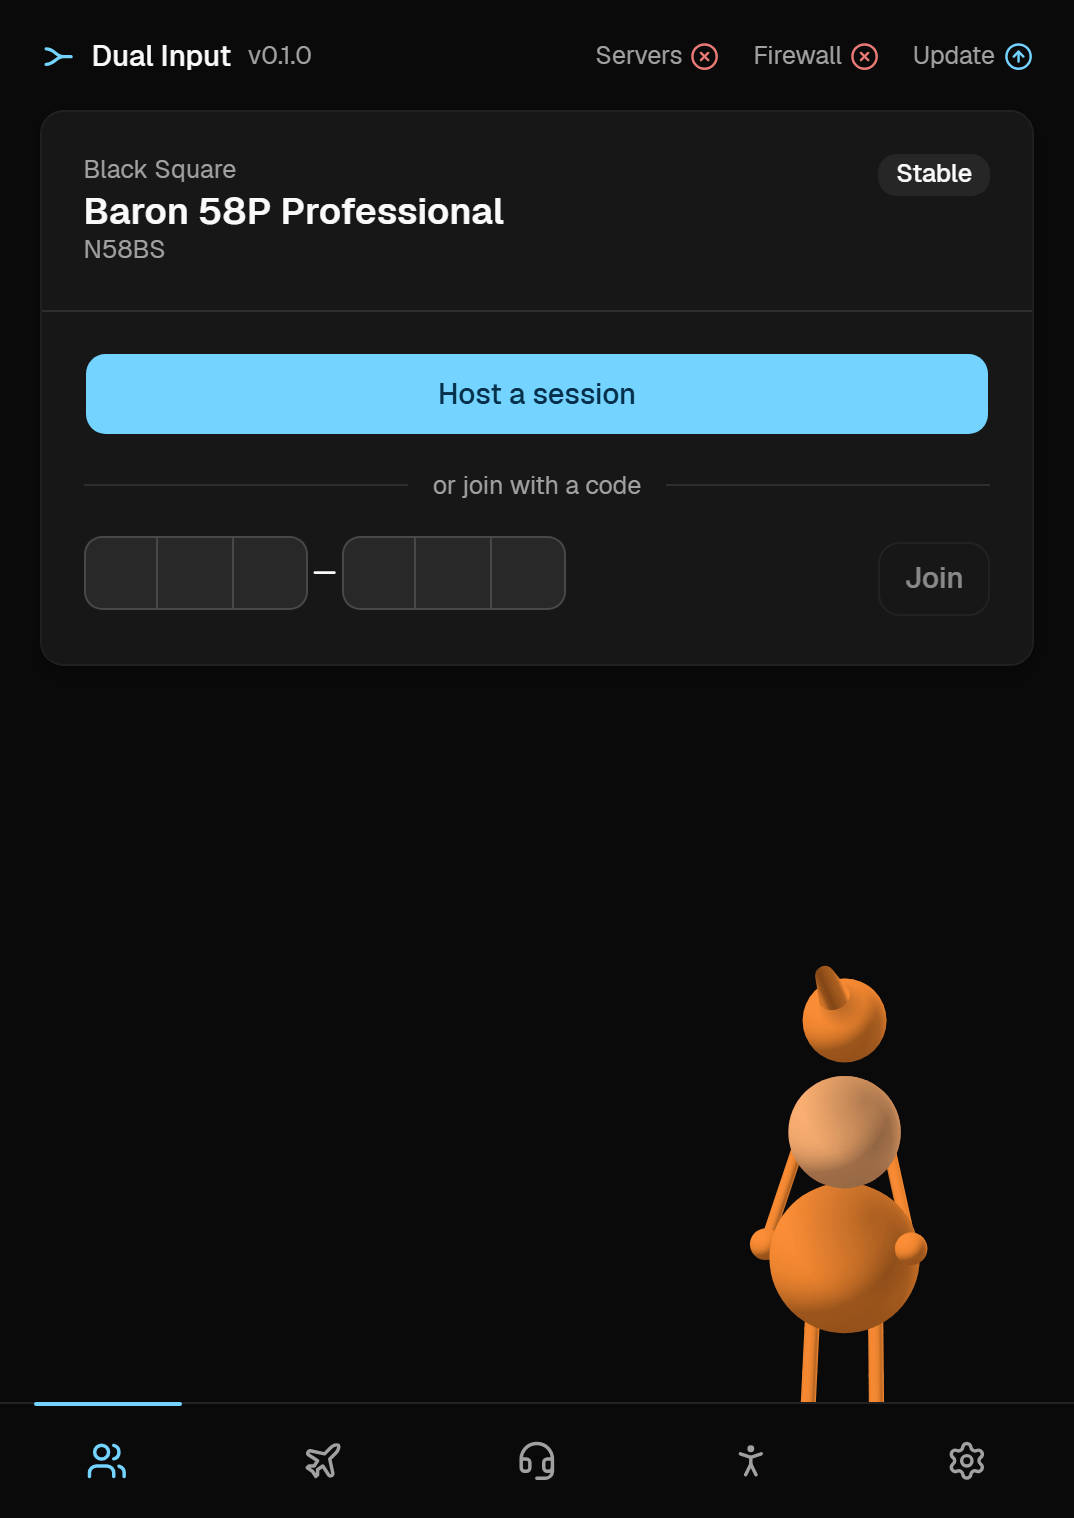 Dual Input v0.1.0 Servers Firewall Update
Black Square
Stable
Baron 58P Professional
N58BS
Host a session
or join with a code
–
Join